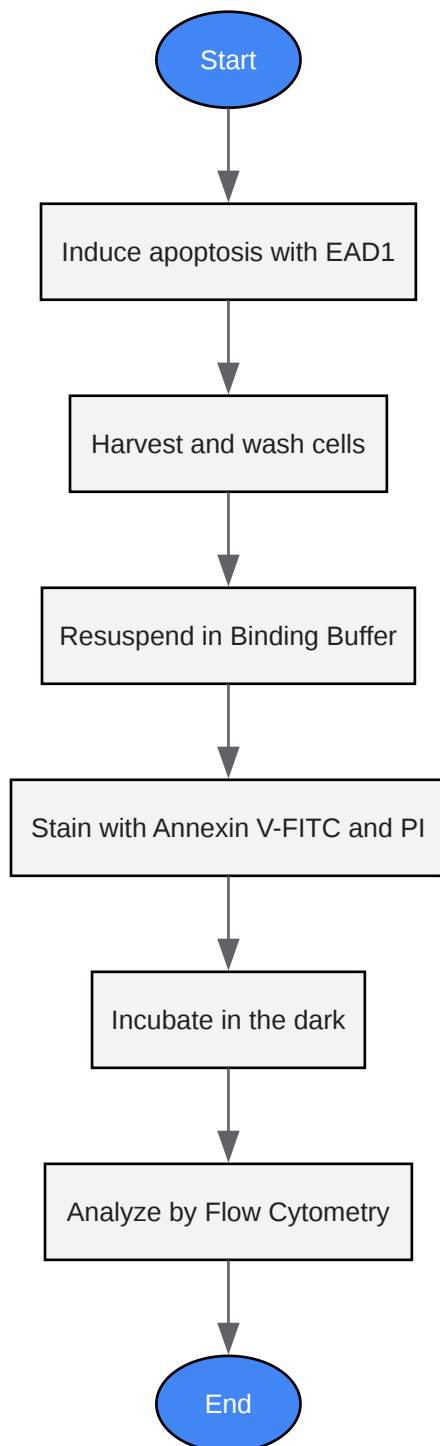 Start
Induce apoptosis with EAD1
Harvest and wash cells
Resuspend in Binding Buffer
Stain with Annexin V-FITC and PI
Incubate in the dark
Analyze by Flow Cytometry
End